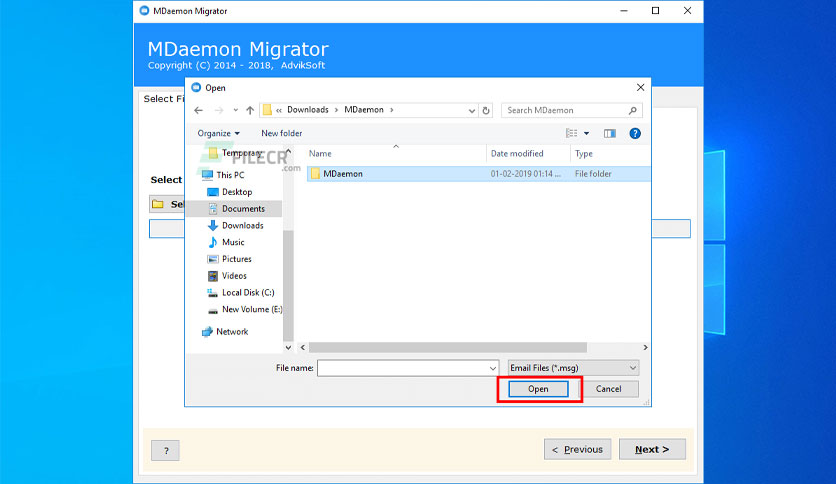 MDaemon Migrator
MDaemon Migrator
Copyright (C) 2014 - 2018, AdvikSoft
Select Fi
Open
« Downloads > MDaemon >
Search MDaemon
Organize
New folder
?
Temporary
FILECR
.com
Name
Date modified
Type
This PC
MDaemon
01-02-2019 01:14 ...
File folder
Desktop
Documents
Downloads
Music
Pictures
Videos
Local Disk (C:)
New Volume (E:)
Network
Select
Sel
File name:
Email Files (*.msg)
Open
Cancel
?
< Previous
Next >